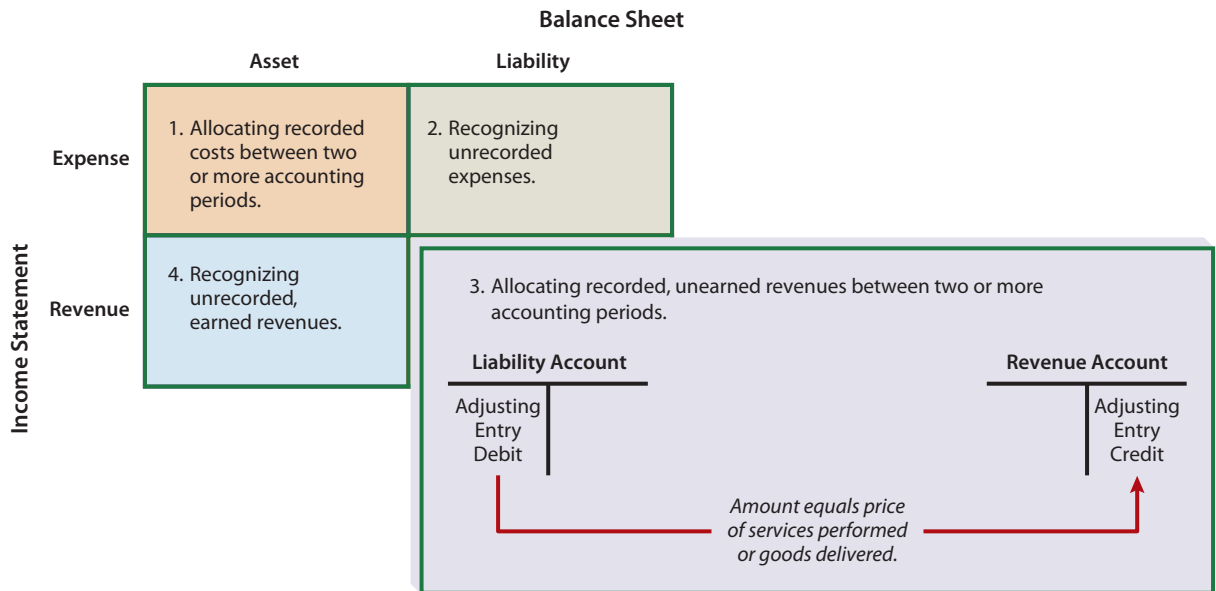 Balance Sheet
Asset
Liability
Income Statement
Expense
1. Allocating recorded
costs between two
or more accounting
periods.
2. Recognizing
unrecorded
expenses.
Revenue
4. Recognizing
unrecorded,
earned revenues.
3. Allocating recorded, unearned revenues between two or more
accounting periods.
Liability Account
Adjusting
Entry
Debit
Revenue Account
Adjusting
Entry
Credit
Amount equals price
of services performed
or goods delivered.